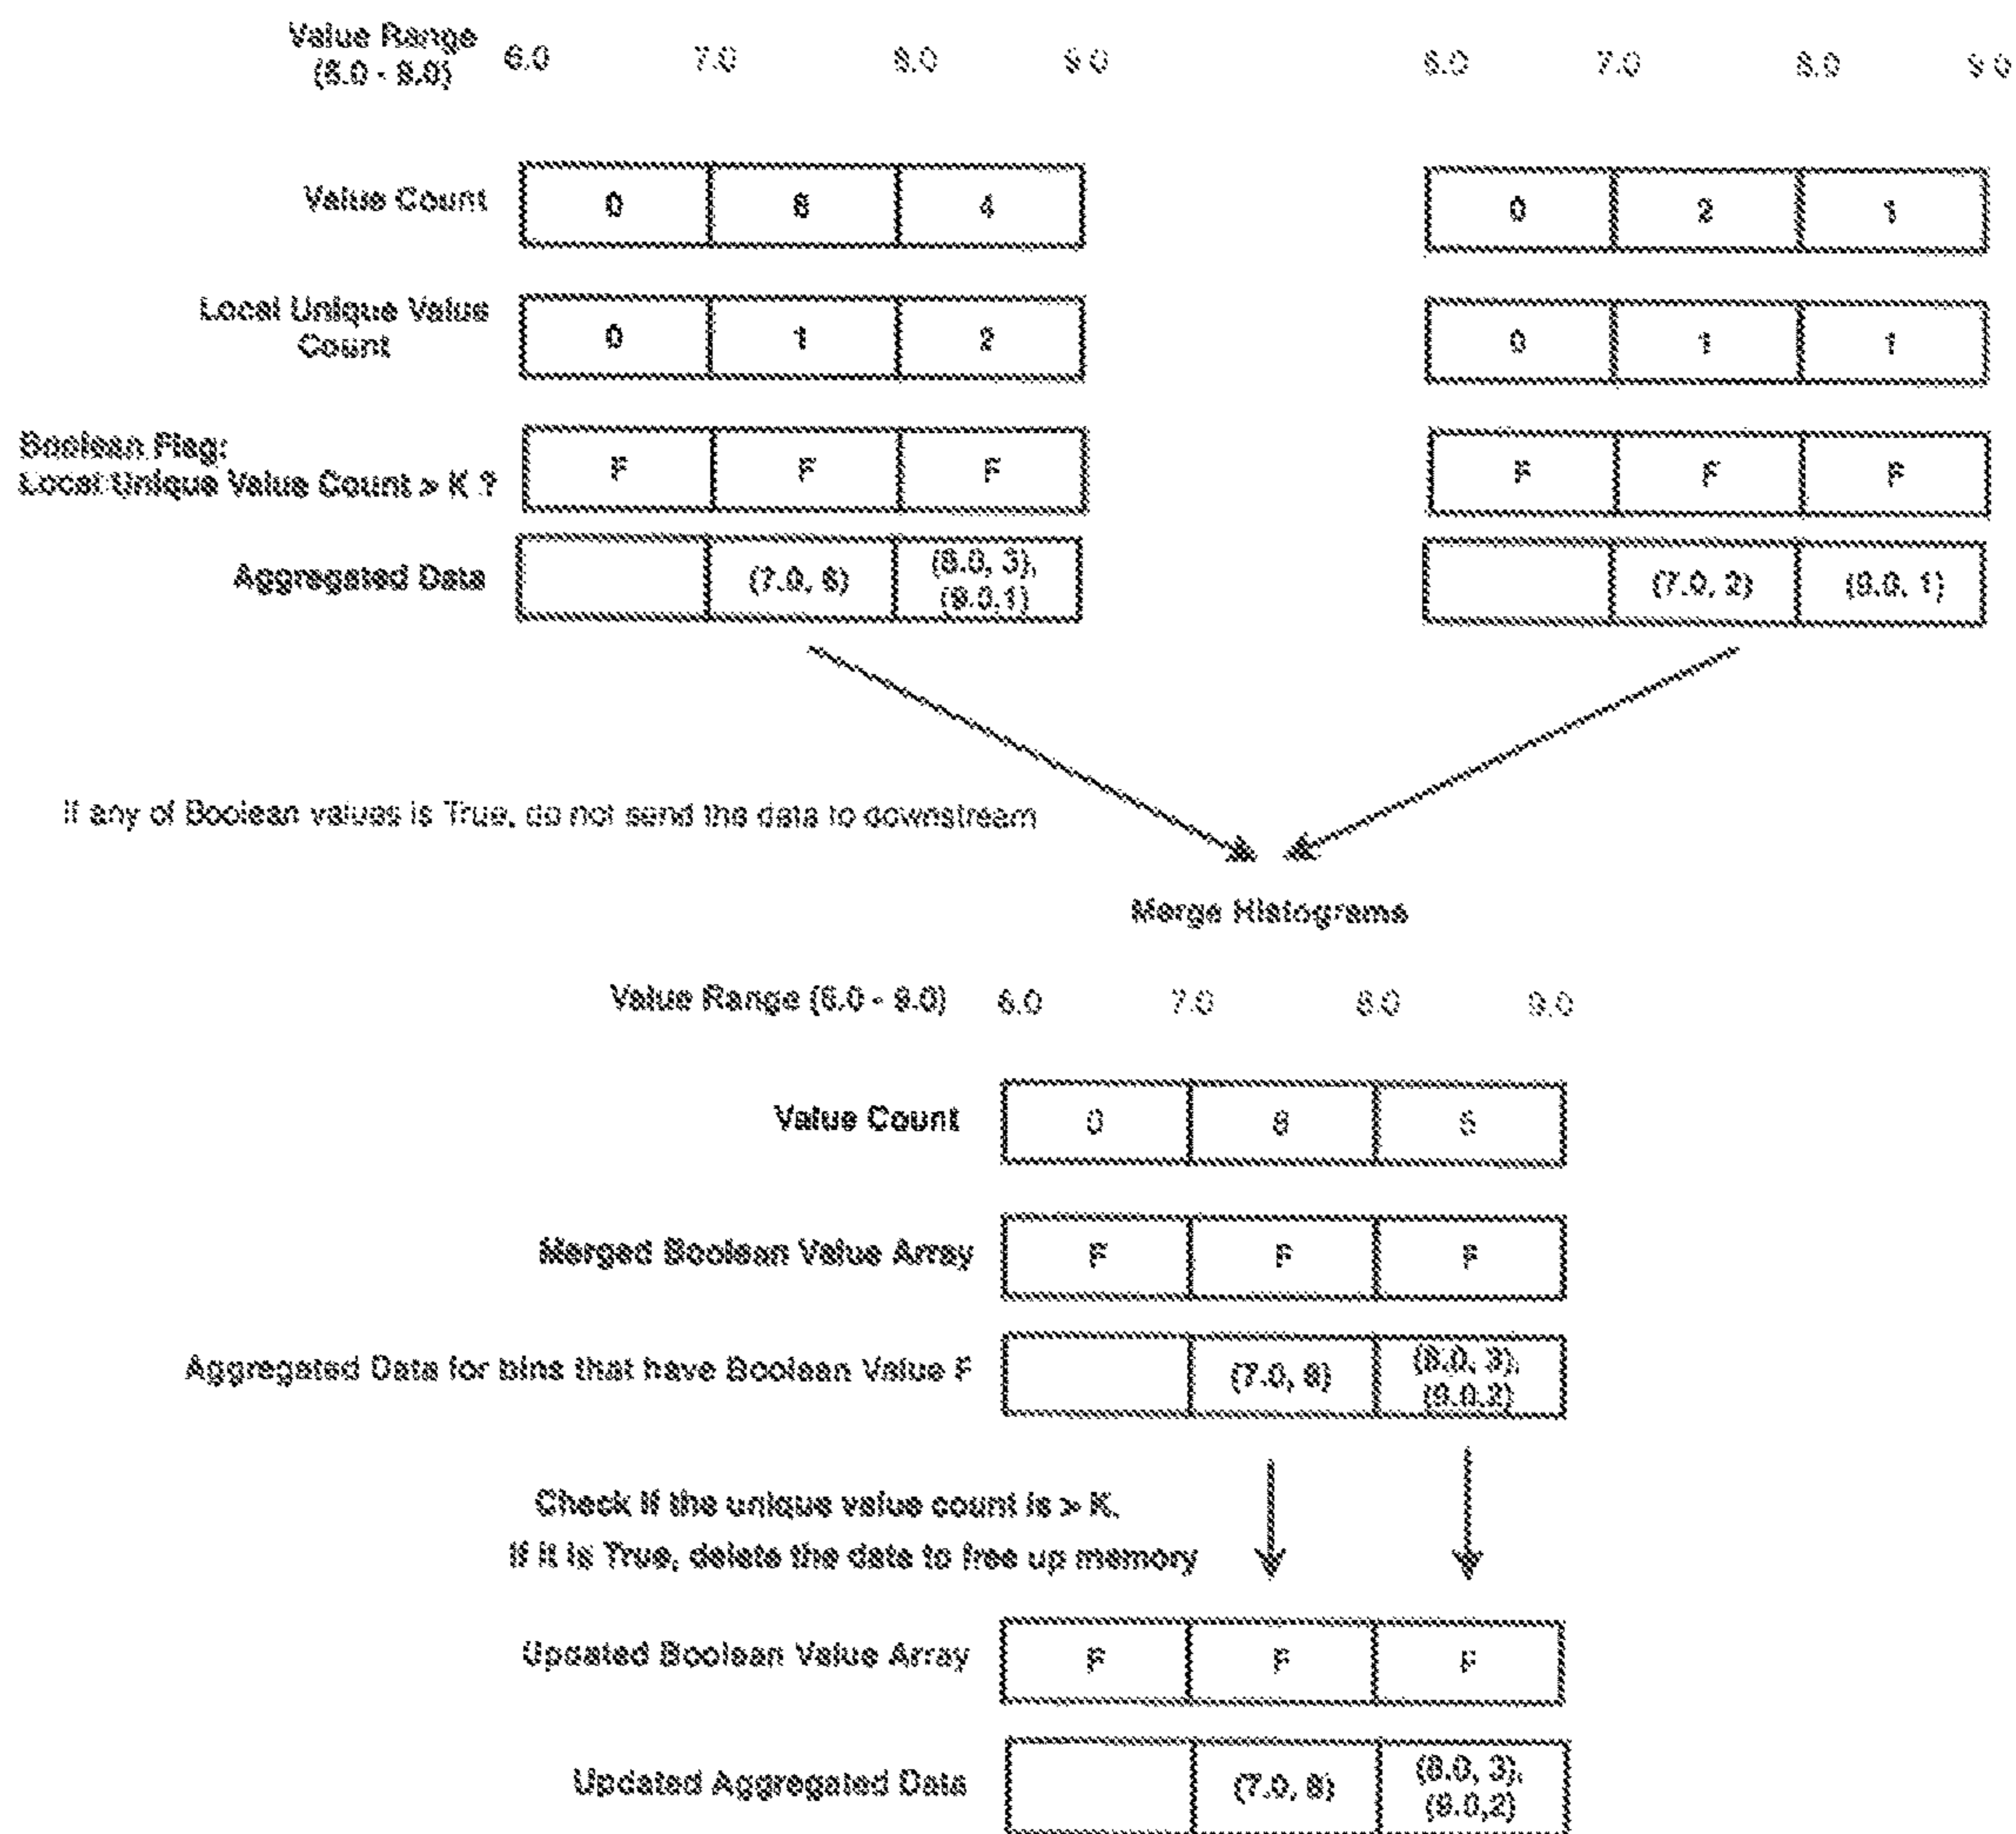 Value Range
(6.0 - 9.0)
6.0 7.0 8.0 9.0
6.0 7.0 8.0 9.0
Value Count
0 6 4
0 2 1
Local Unique Value
Count
0 1 2
0 1 1
Boolean Flag:
Local Unique Value Count > K ?
F F F
F F F
Aggregated Data
(7.0, 6)
(8.0, 3),
(9.0,1)
(7.0, 2)
(9.0, 1)
If any of Boolean values is True, do not send the data to downstream
Merge Histograms
Value Range (6.0 - 9.0)
6.0 7.0 8.0 9.0
Value Count
0 8 5
Merged Boolean Value Array
F F F
Aggregated Data for bins that have Boolean Value F
(7.0, 8)
(8.0, 3),
(9.0,2)
Check if the unique value count is > K.
If it is True, delete the data to free up memory
Updated Boolean Value Array
F F F
Updated Aggregated Data
(7.0, 8)
(8.0, 3),
(9.0,2)